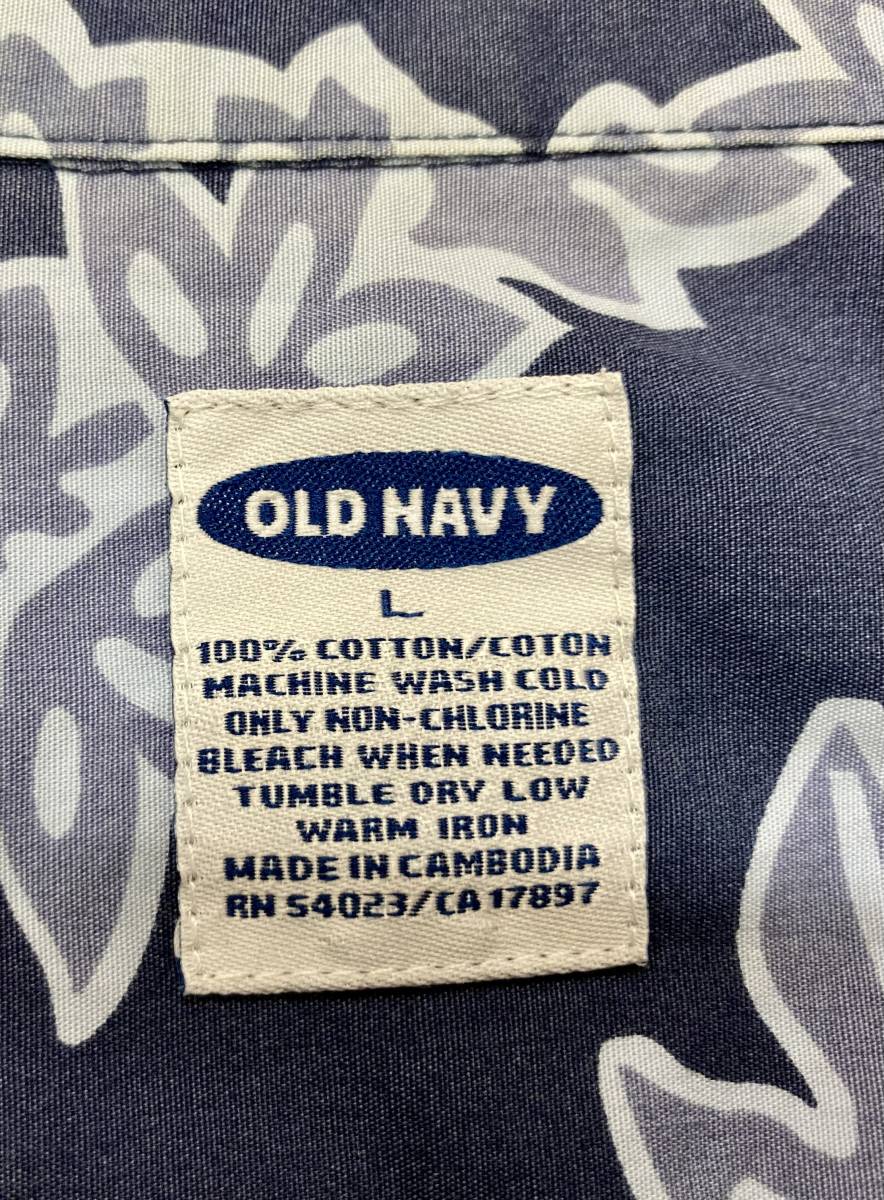 OLD NAVY
L
100% COTTON/COTON
MACHINE WASH COLD
ONLY NON-CHLORINE
BLEACH WHEN NEEDED
TUMBLE DRY LOW
WARM IRON
MADE IN CAMBODIA
RN 54023/CA 17897